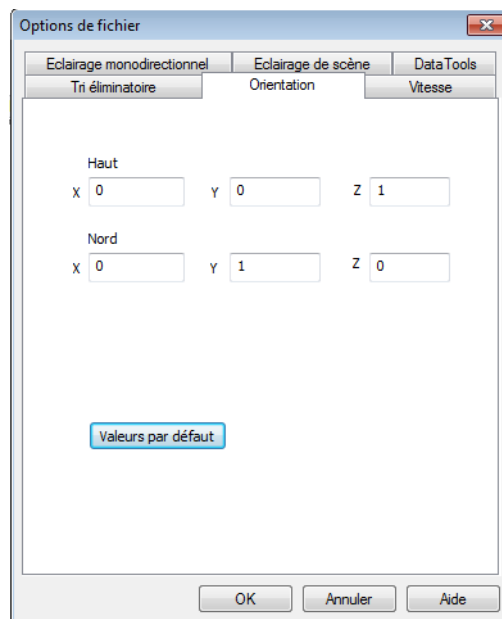 Options de fichier
Eclairage monodirectionnel Eclairage de scène DataTools
Tri éliminatoire Orientation Vitesse
Haut
X 0 Y 0 Z 1
Nord
X 0 Y 1 Z 0
Valeurs par défaut
OK Annuler Aide